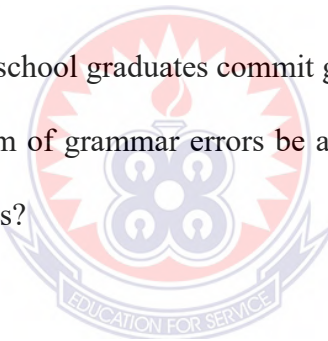 school graduates commit g
m of grammar errors be a
s?
EDUCATION FOR SERVICE